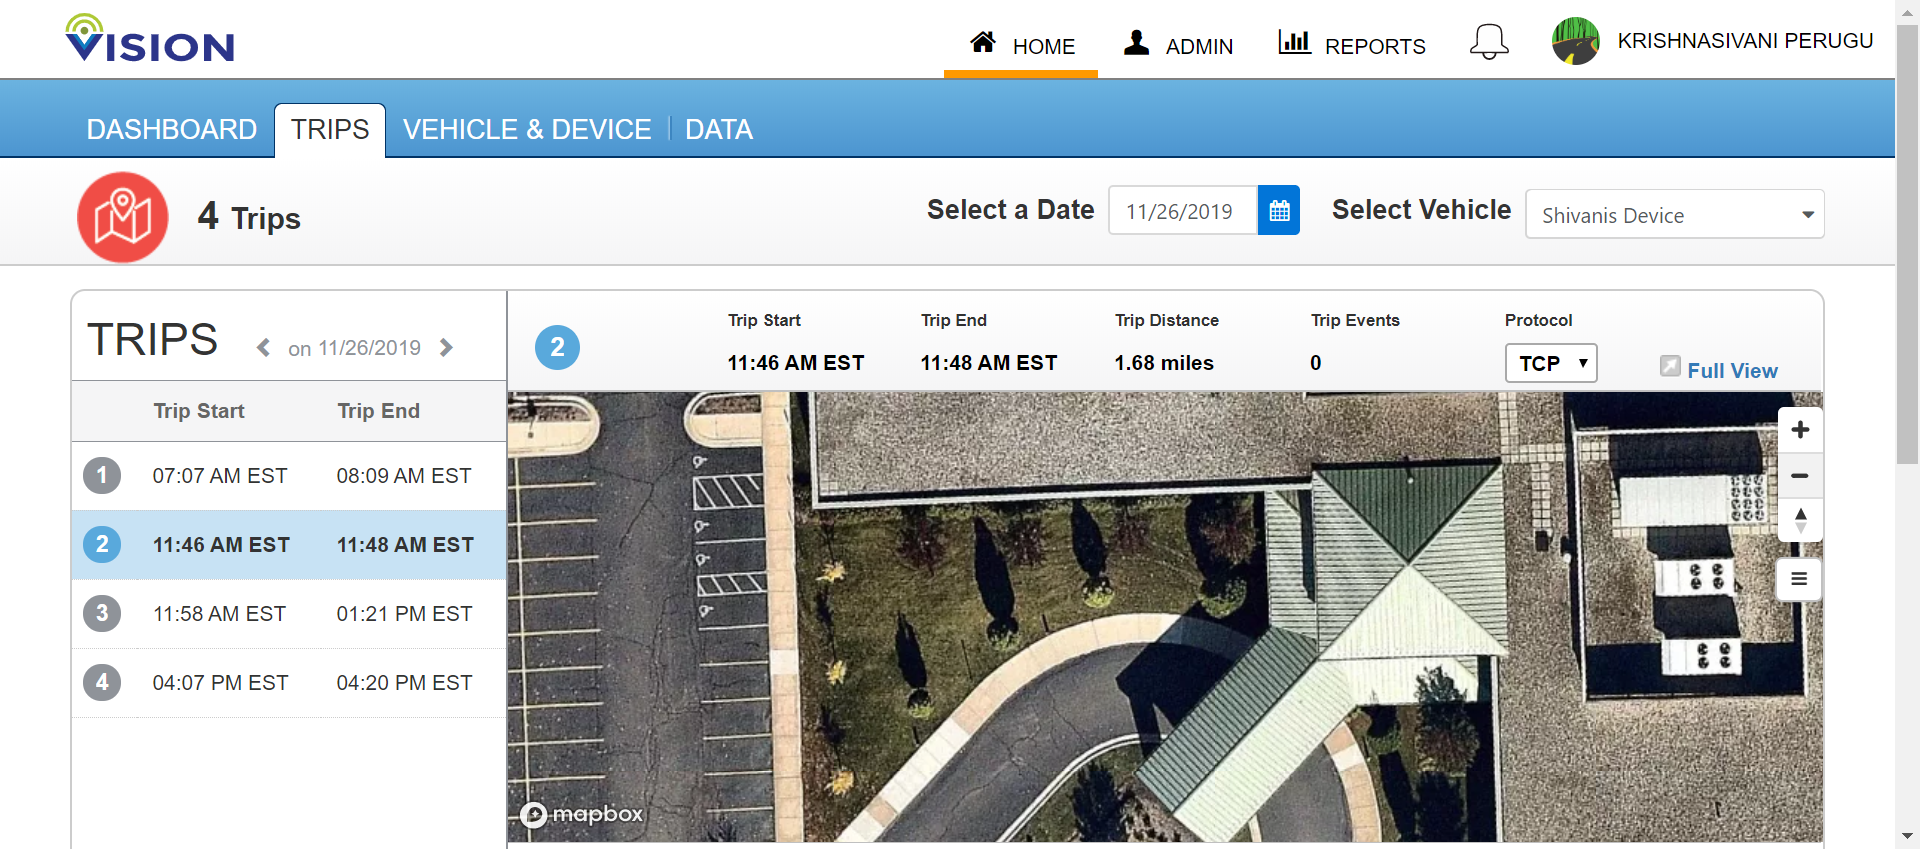 VISION
HOME
ADMIN
REPORTS
KRISHNASIVANI PERUGU
DASHBOARD
TRIPS
VEHICLE & DEVICE
DATA
4 Trips
Select a Date
11/26/2019
Select Vehicle
Shivanis Device
TRIPS
on 11/26/2019
Trip Start Trip End
1 07:07 AM EST 08:09 AM EST
2 11:46 AM EST 11:48 AM EST
3 11:58 AM EST 01:21 PM EST
4 04:07 PM EST 04:20 PM EST
2
Trip Start Trip End Trip Distance Trip Events Protocol
11:46 AM EST 11:48 AM EST 1.68 miles 0 TCP
Full View
mapbox